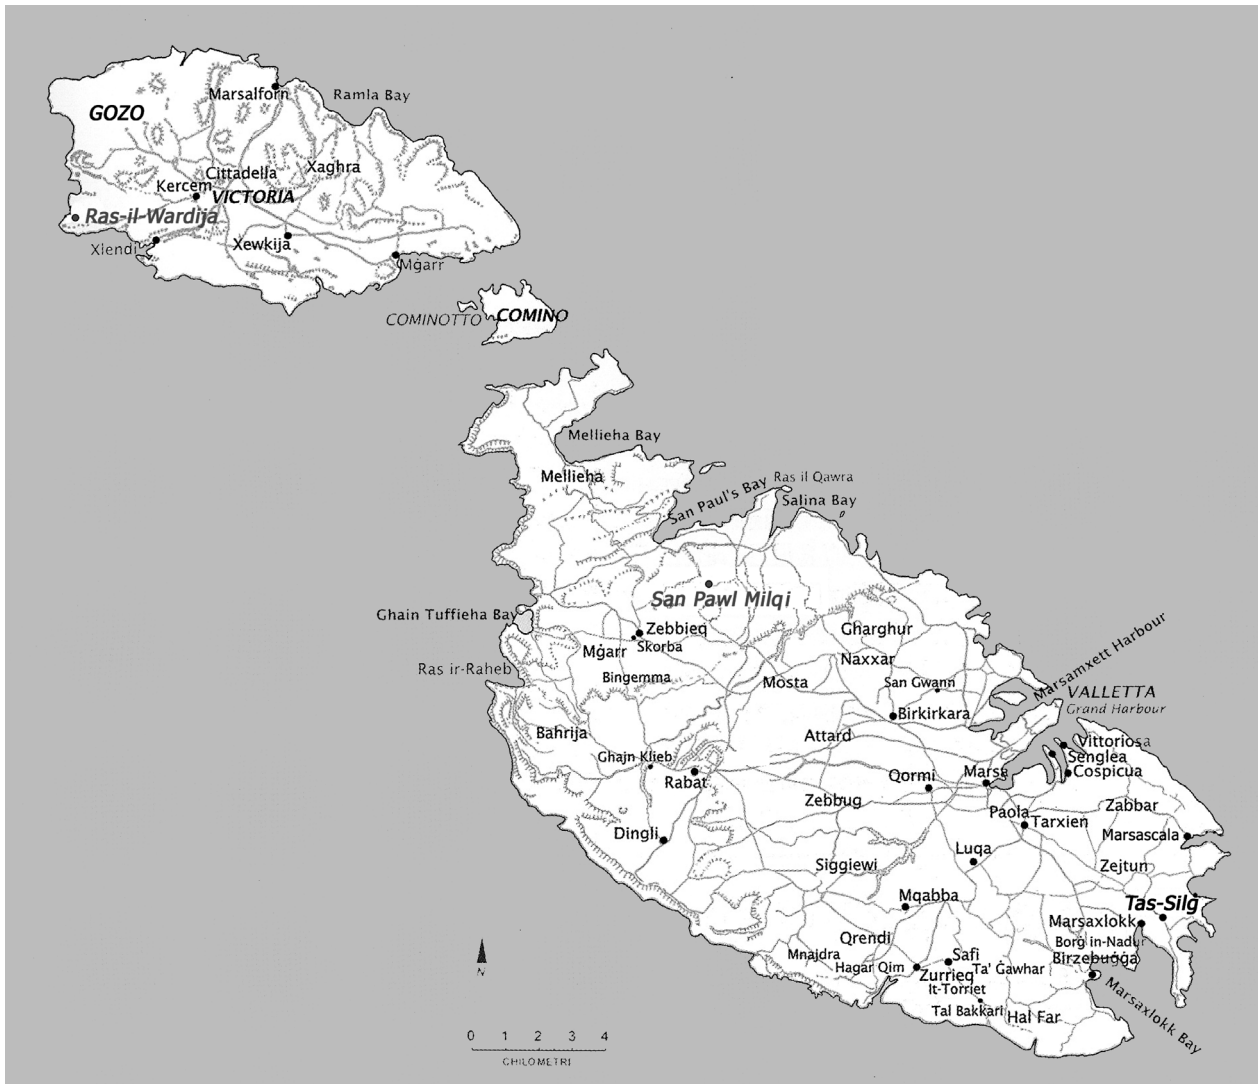 Marsalforn
Ramla Bay
GOZO
Cittadella
Xaghra
Kercem
VICTORIA
Ras-il-Wardija
Xlendi
Xewkija
Mġarr
COMINOTTO
COMINO
Mellieha Bay
Mellieha
San Paul's Bay
Ras il Qawra
Salina Bay
San Pawl Milqi
Ghain Tuffieha Bay
Zebbieq
Skorba
Mġarr
Gharghur
Naxxar
Marsamxett Harbour
Ras ir-Raheb
Bingemma
Mosta
San Gwann
VALLETTA
Grand Harbour
Birkirkara
Bahrija
Attard
Vittoriosa
Senglea
Cospicua
Ghajn Klieb
Rabat
Qormi
Marsa
Zebbug
Paola
Tarxien
Zabbar
Dingli
Marsascala
Luqa
Siggiewi
Zejtun
Mqabba
Tas-Silġ
Marsaxlokk
Qrendi
Borg in-Nadur
Mnajdra
Safi
Birzebuġġa
Hagar Qim
Zurrieq
Ta' Ġawhar
It-Torriet
Tal Bakkari
Hal Far
Marsaxlokk Bay
N
0 1 2 3 4
CHILOMETRI